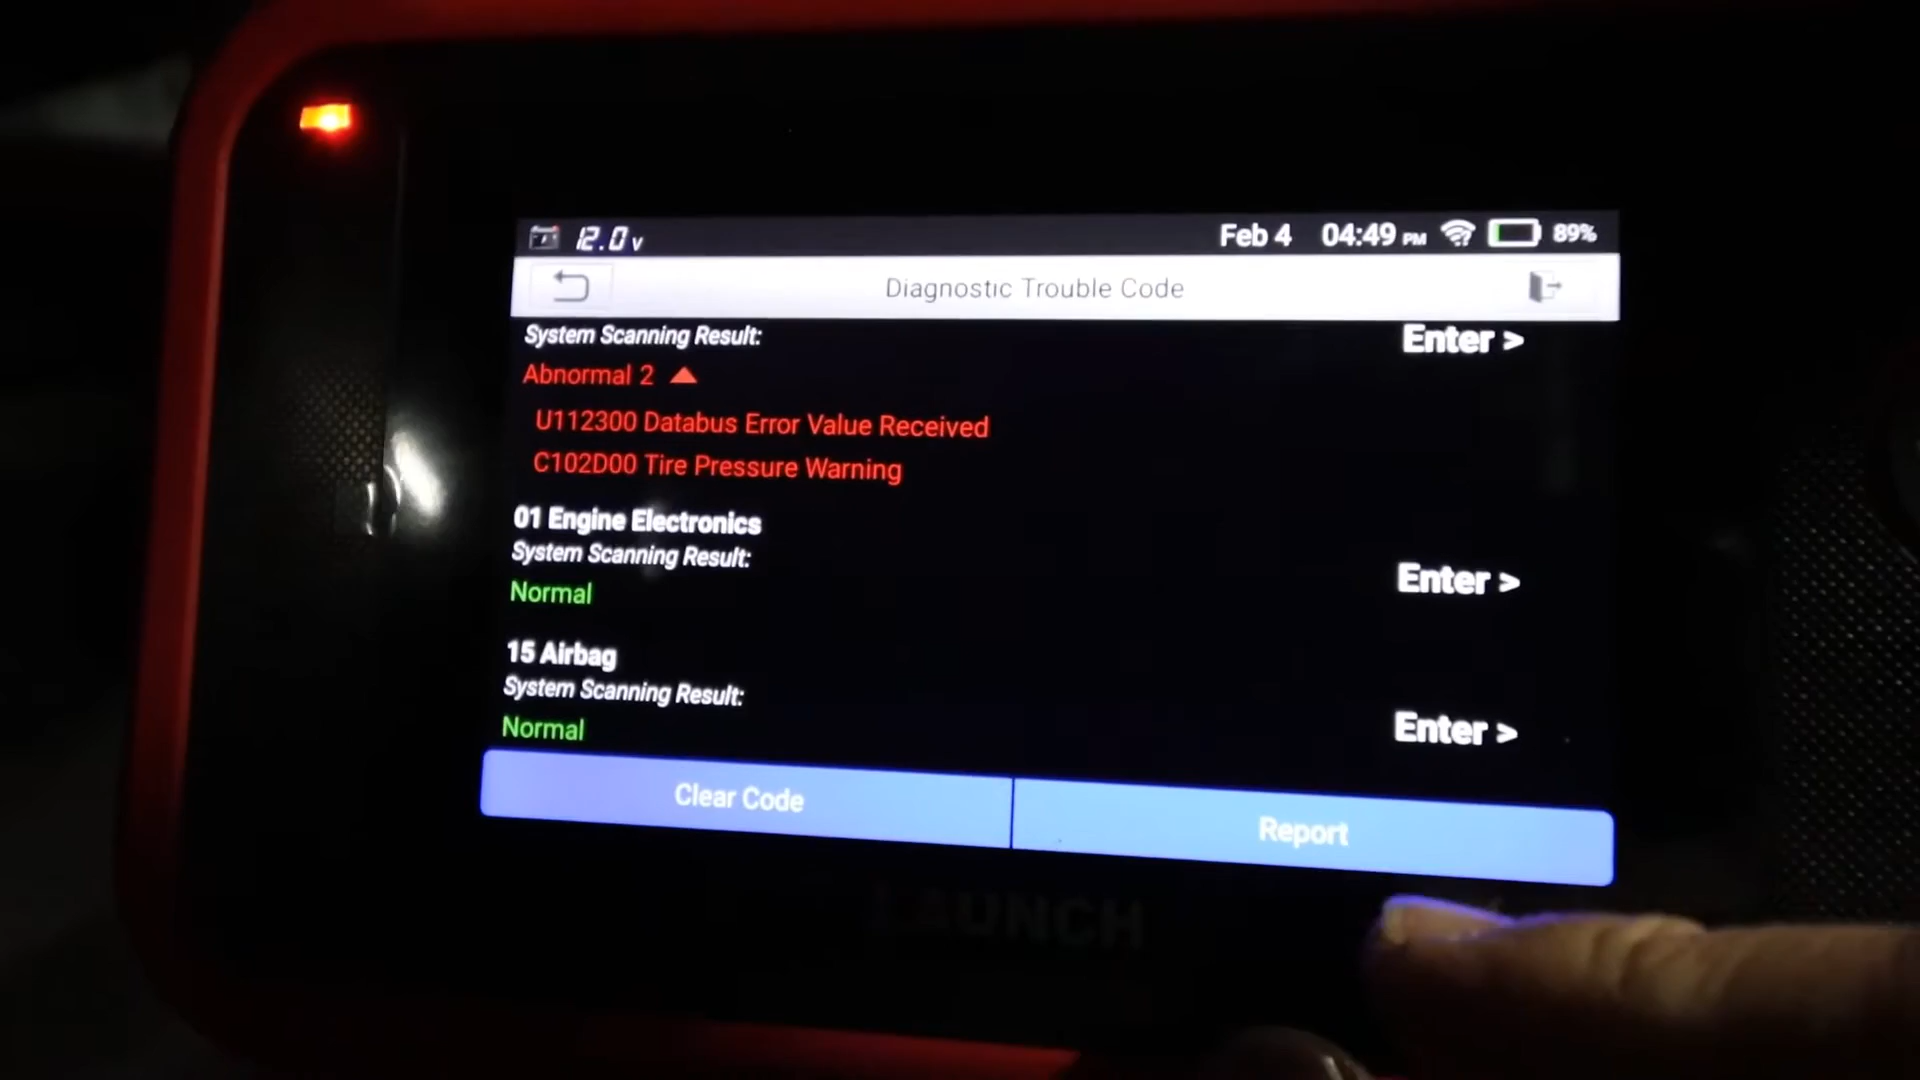 12.0 v Feb 4 04:49 PM 89%
Diagnostic Trouble Code
System Scanning Result: Enter >
Abnormal 2
U112300 Databus Error Value Received
C102D00 Tire Pressure Warning
01 Engine Electronics
System Scanning Result:
Normal Enter >
15 Airbag
System Scanning Result:
Normal Enter >
Clear Code Report
LAUNCH